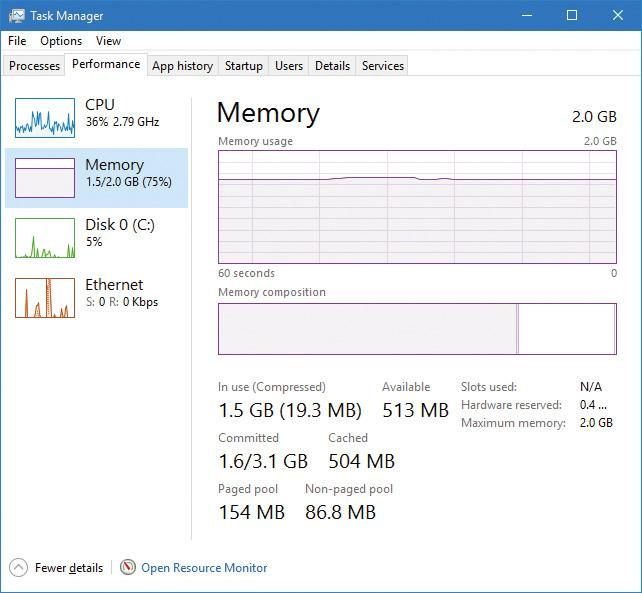 Task Manager
File Options View
Processes Performance App history Startup Users Details Services
CPU
36% 2.79 GHz
Memory
1.5/2.0 GB (75%)
Disk 0 (C:)
5%
Ethernet
S: 0 R: 0 Kbps
Memory 2.0 GB
Memory usage 2.0 GB
60 seconds 0
Memory composition
In use (Compressed) Available
1.5 GB (19.3 MB) 513 MB
Committed Cached
1.6/3.1 GB 504 MB
Paged pool Non-paged pool
154 MB 86.8 MB
Slots used: N/A
Hardware reserved: 0.4 ...
Maximum memory: 2.0 GB
Fewer details Open Resource Monitor